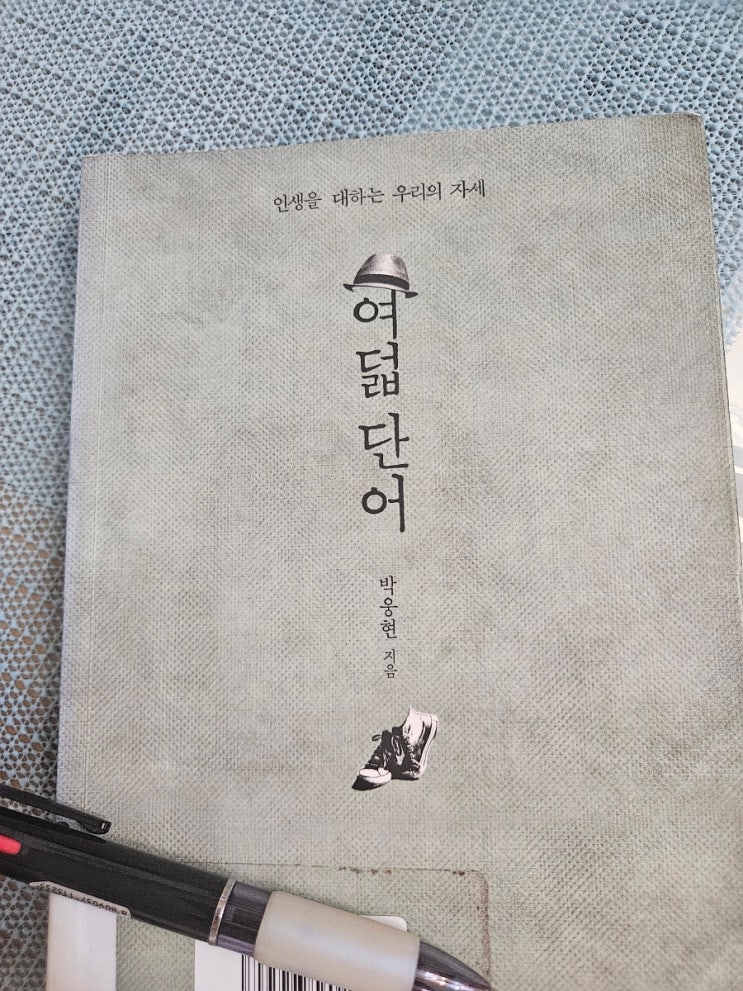 인생을 대하는 우리의 자세
여덟 단어
박웅현 지음